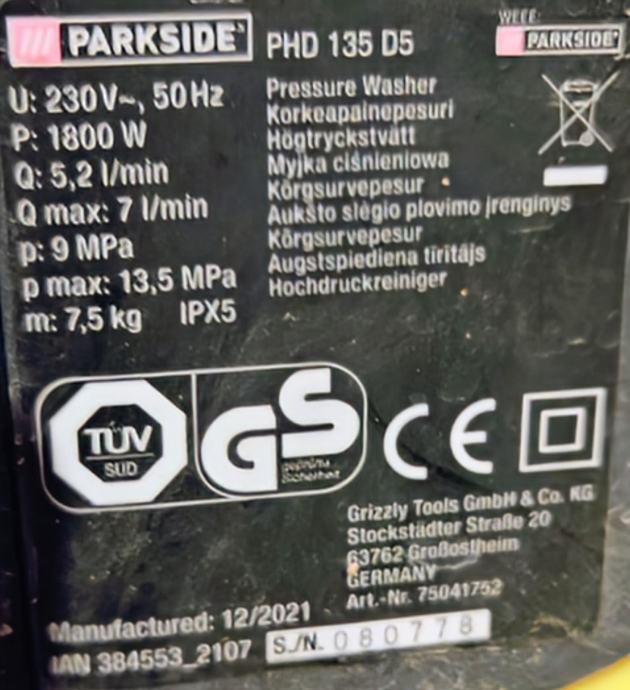 PARKSIDE
PHD 135 D5
WEEE:
PARKSIDE
U: 230V~, 50Hz
P: 1800 W
Q: 5,2 l/min
Q max: 7 l/min
p: 9 MPa
p max: 13,5 MPa
m: 7,5 kg IPX5
Pressure Washer
Korkeapainepesuri
Högtryckstvätt
Myjka ciśnieniowa
Kõrgsurvepesur
Aukšto slėgio plovimo įrenginys
Kõrgsurvepesur
Augstspiediena tīrītājs
Hochdruckreiniger
TÜV
SÜD
GS
geprüfte
Sicherheit
CE
Grizzly Tools GmbH & Co. KG
Stockstädter Straße 20
63762 Großostheim
GERMANY
Art.-Nr. 75041752
Manufactured: 12/2021
IAN 384553_2107
S./N. 080778